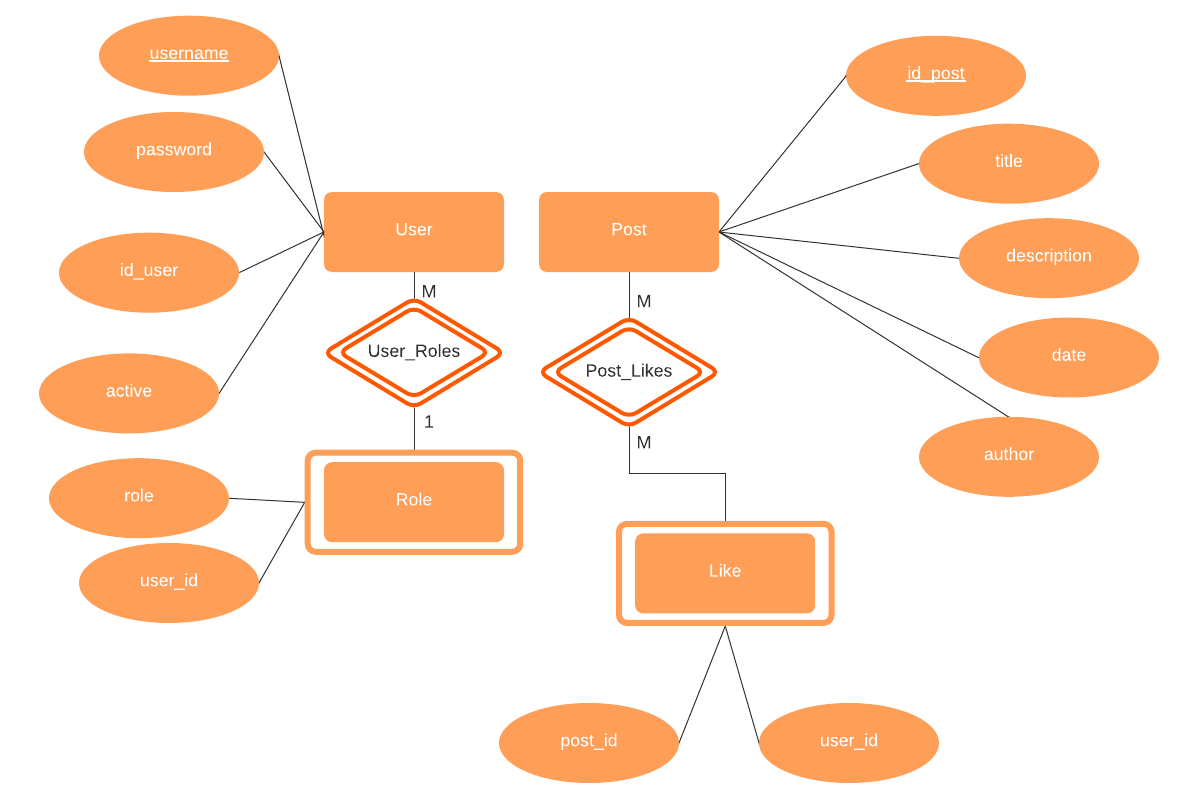 username
id_post
password
title
User
Post
description
id_user
M
M
User_Roles
date
Post_Likes
active
1
M
author
role
Role
Like
user_id
post_id
user_id